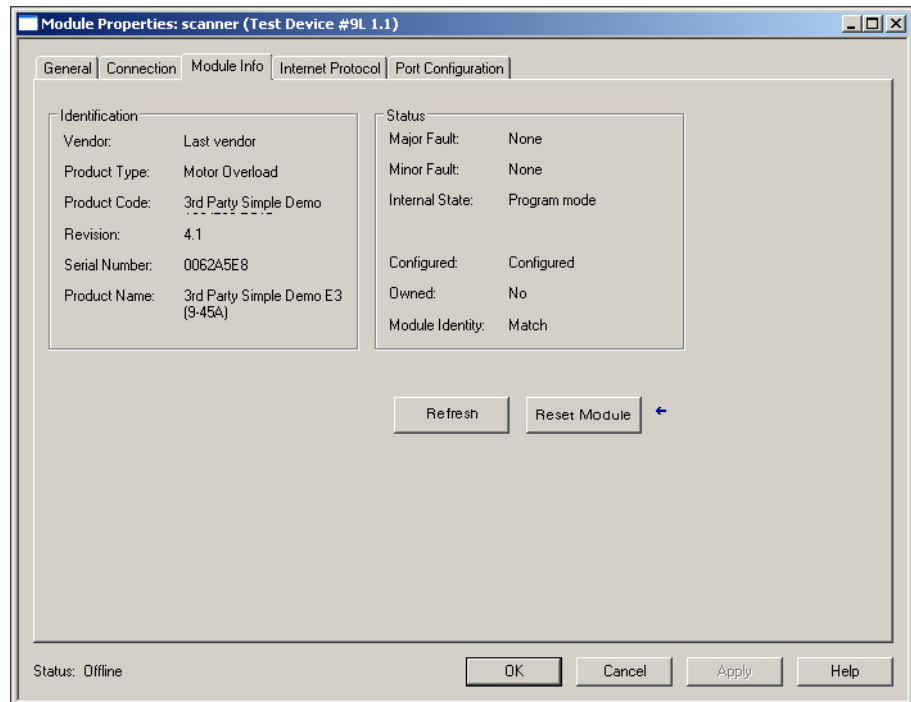 Module Properties: scanner (Test Device #9L 1.1)
General
Connection
Module Info
Internet Protocol
Port Configuration
Identification
Vendor: Last vendor
Product Type: Motor Overload
Product Code: 3rd Party Simple Demo
Revision: 4.1
Serial Number: 0062A5E8
Product Name: 3rd Party Simple Demo E3
(9-45A)
Status
Major Fault: None
Minor Fault: None
Internal State: Program mode
Configured: Configured
Owned: No
Module Identity: Match
Refresh
Reset Module
Status: Offline
OK
Cancel
Apply
Help